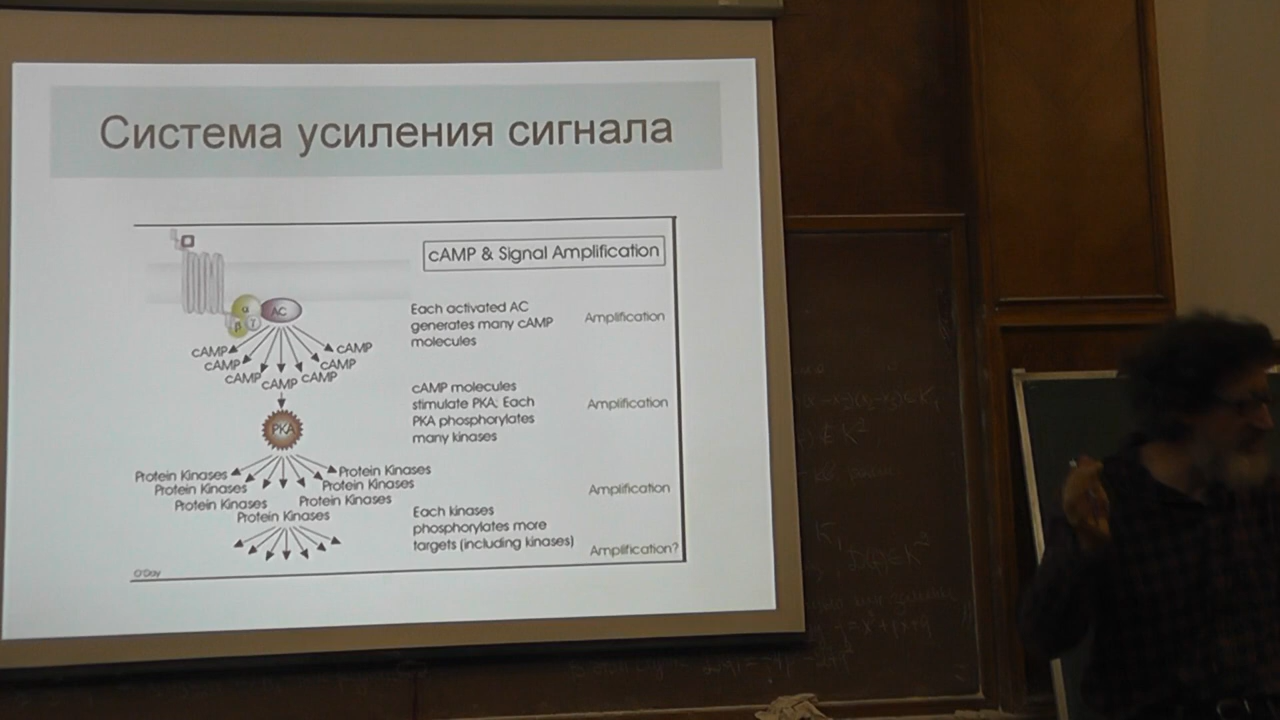 Система усиления сигнала
cAMP & Signal Amplification
α
AC
β
γ
Each activated AC
generates many cAMP
molecules
Amplification
cAMP
cAMP
cAMP
cAMP
cAMP
cAMP
cAMP
cAMP molecules
stimulate PKA: Each
PKA phosphorylates
many kinases
Amplification
PKA
Protein Kinases
Protein Kinases
Protein Kinases
Protein Kinases
Protein Kinases
Protein Kinases
Protein Kinases
Amplification
Each kinases
phosphorylates more
targets (including kinases)
Amplification?
O'Day